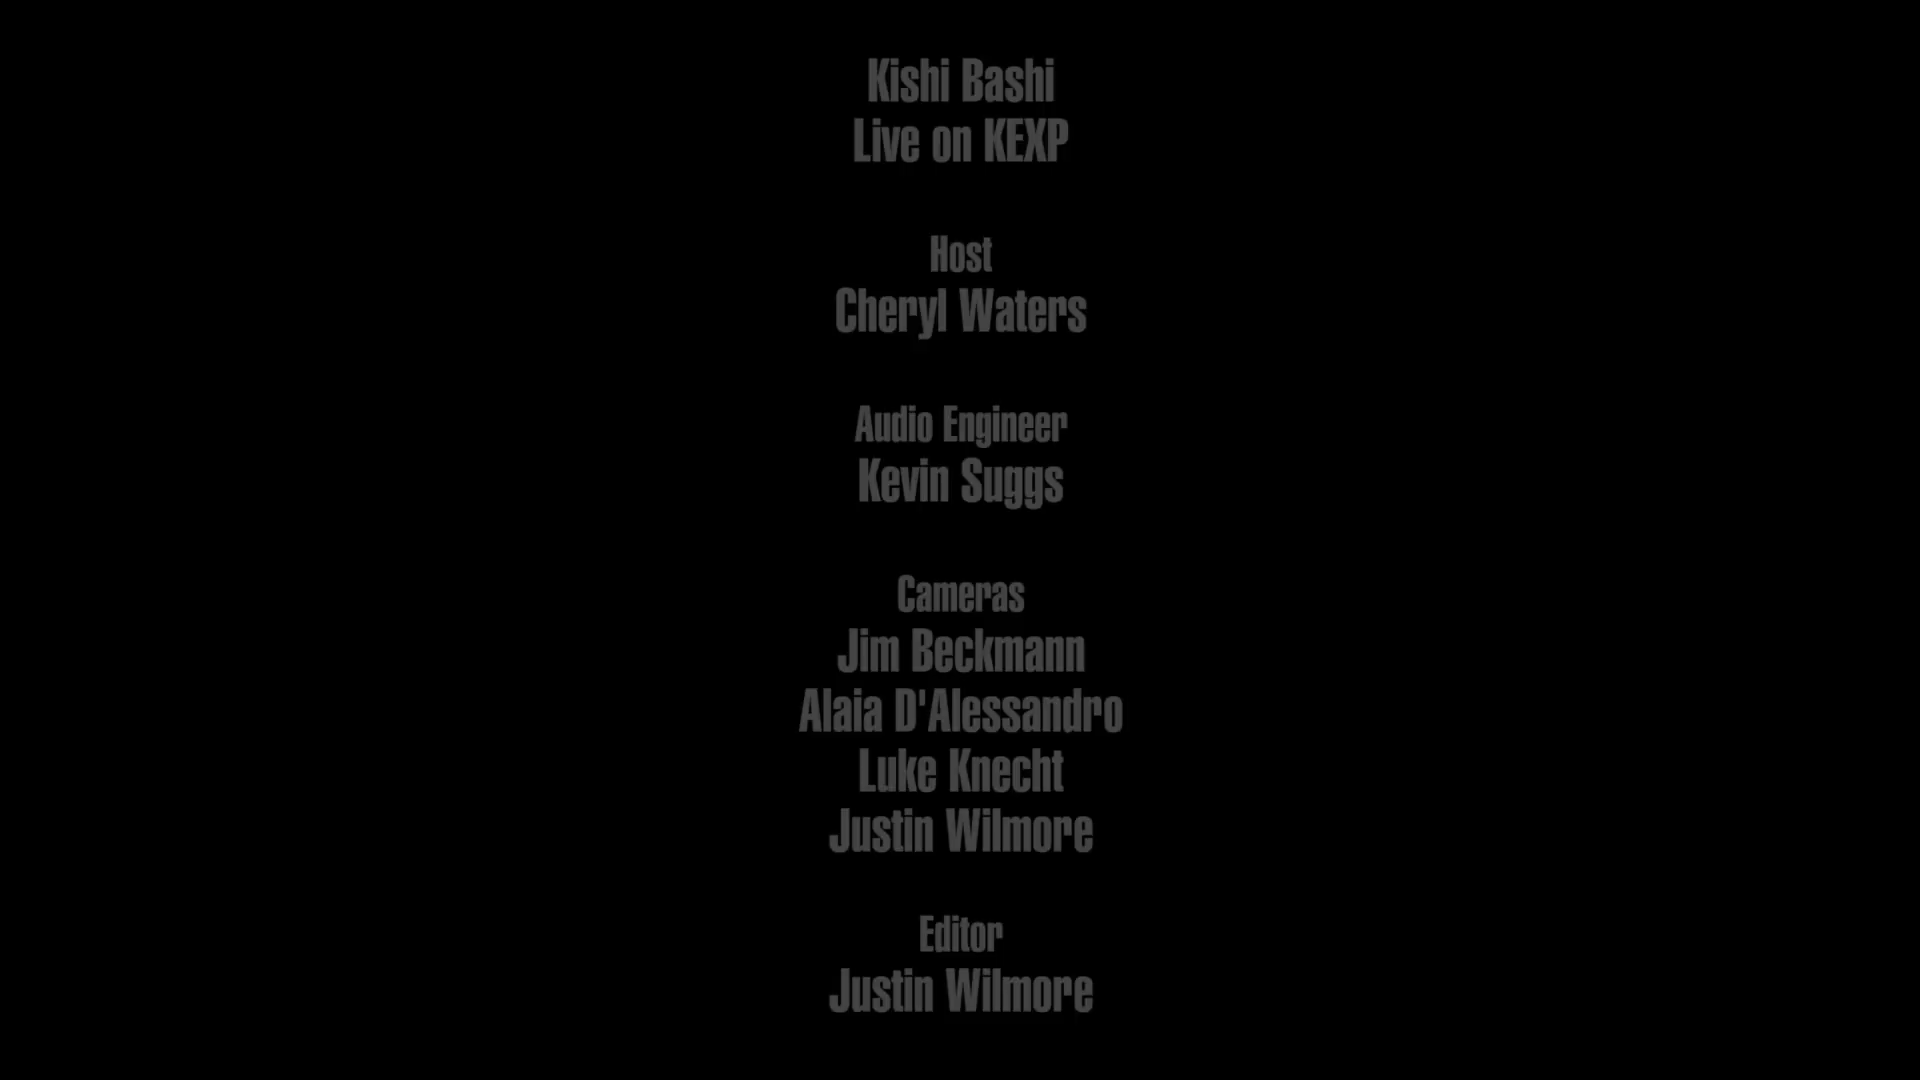 Kishi Bashi
Live on KEXP
Host
Cheryl Waters
Audio Engineer
Kevin Suggs
Cameras
Jim Beckmann
Alaia D'Alessandro
Luke Knecht
Justin Wilmore
Editor
Justin Wilmore